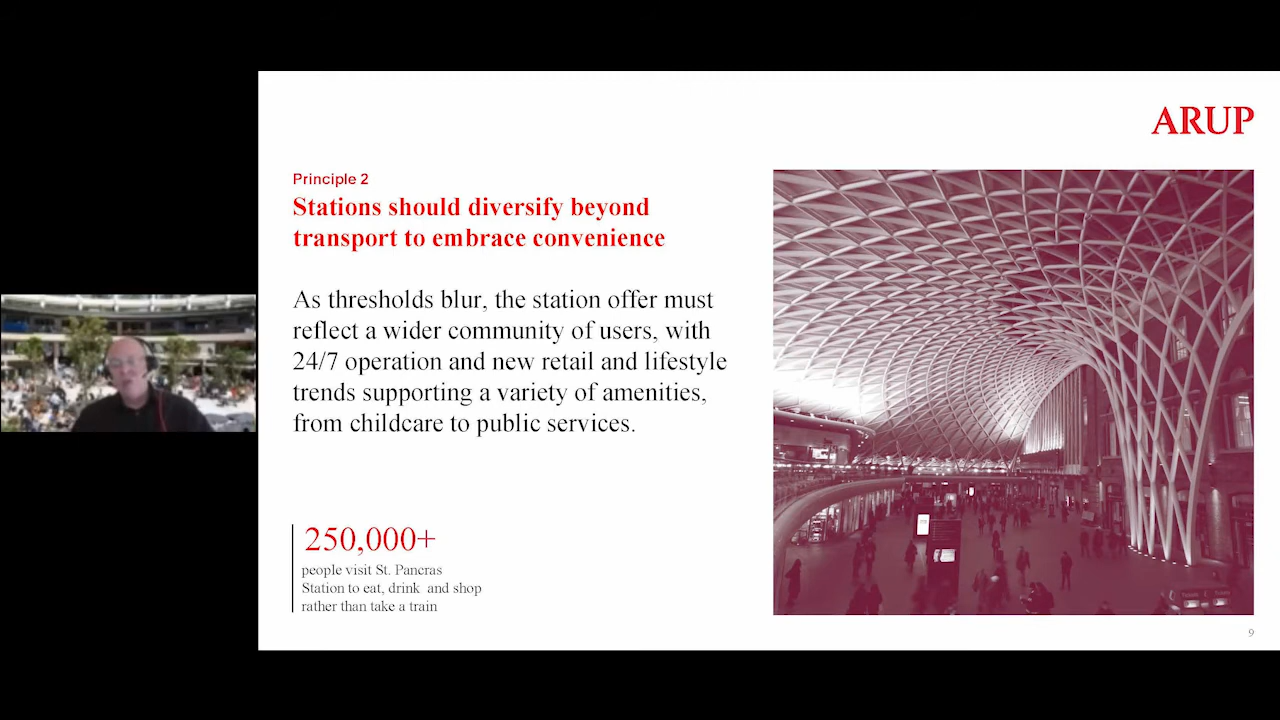 ARUP
Principle 2
Stations should diversify beyond
transport to embrace convenience
As thresholds blur, the station offer must
reflect a wider community of users, with
24/7 operation and new retail and lifestyle
trends supporting a variety of amenities,
from childcare to public services.
250,000+
people visit St. Pancras
Station to eat, drink and shop
rather than take a train
Tickets Tickets
9